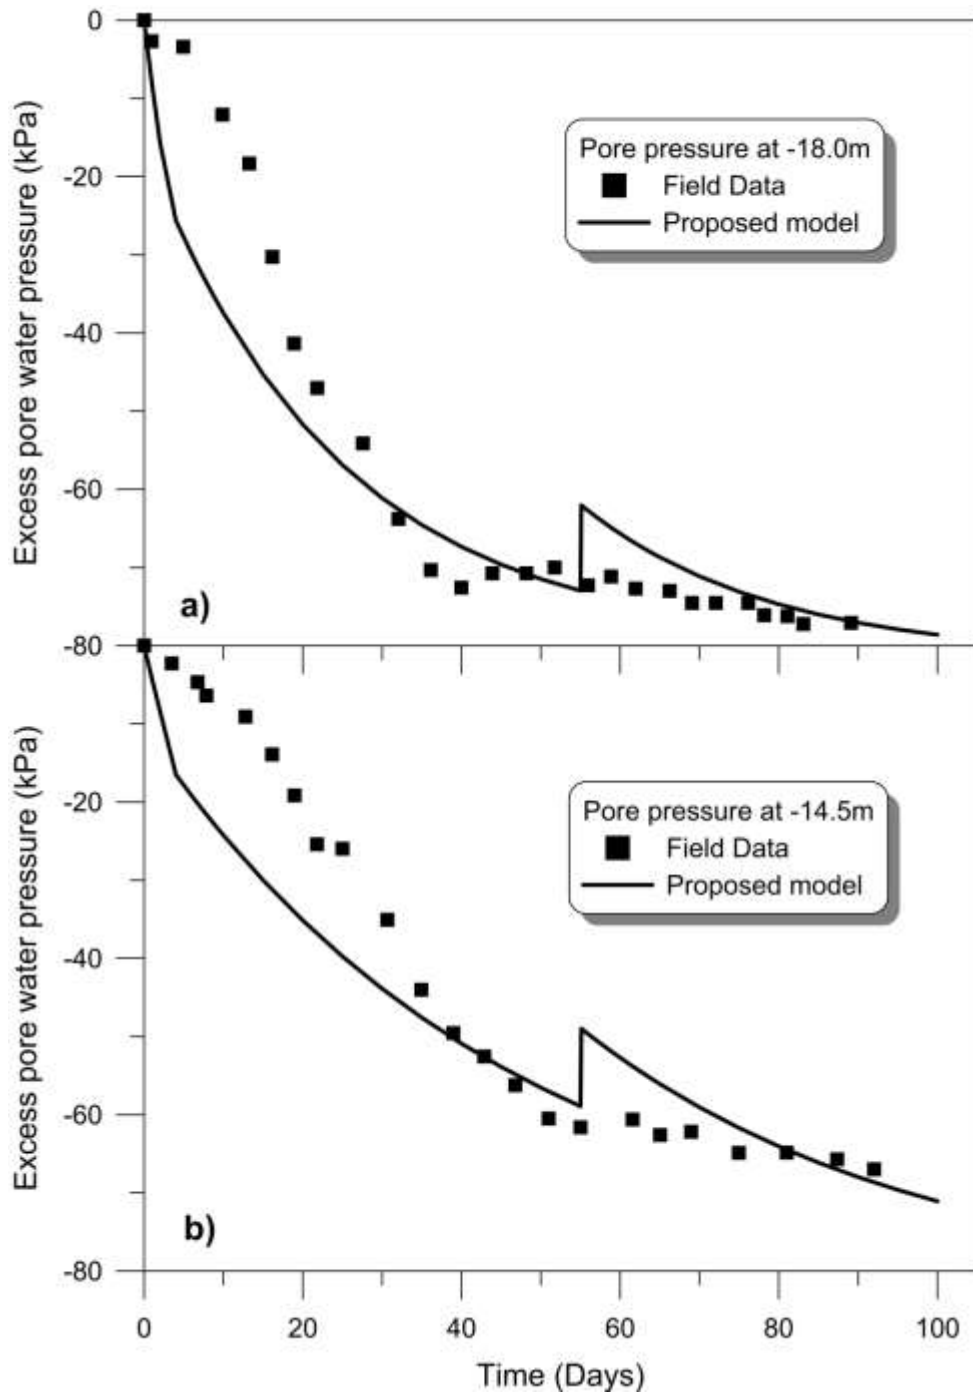 0
-20
-40
-60
-80
Excess pore water pressure (kPa)
Pore pressure at -18.0m
Field Data
Proposed model
a)
-20
-40
-60
-80
Excess pore water pressure (kPa)
Pore pressure at -14.5m
Field Data
Proposed model
b)
0 20 40 60 80 100
Time (Days)